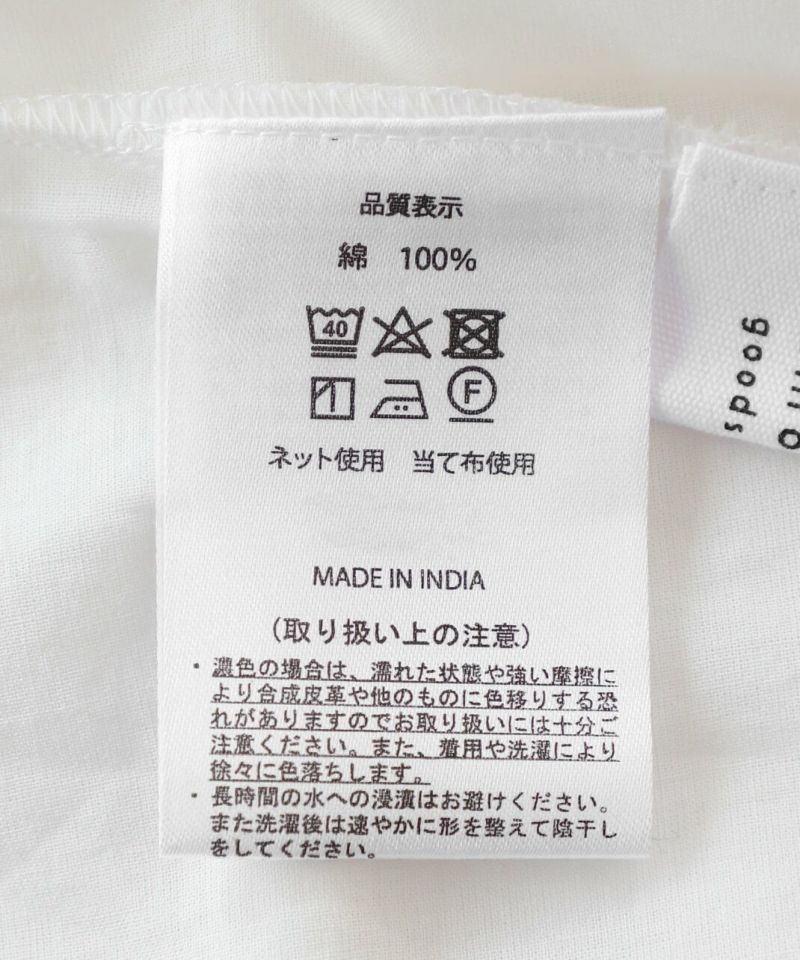 品質表示
綿 100%
40
F
ネット使用 当て布使用
MADE IN INDIA
(取り扱い上の注意)
・濃色の場合は、濡れた状態や強い摩擦に
より合成皮革や他のものに色移りする恐
れがありますのでお取り扱いには十分ご
注意ください。また、着用や洗濯により
徐々に色落ちします。
・長時間の水への浸漬はお避けください。
また洗濯後は速やかに形を整えて陰干し
をしてください。
goods